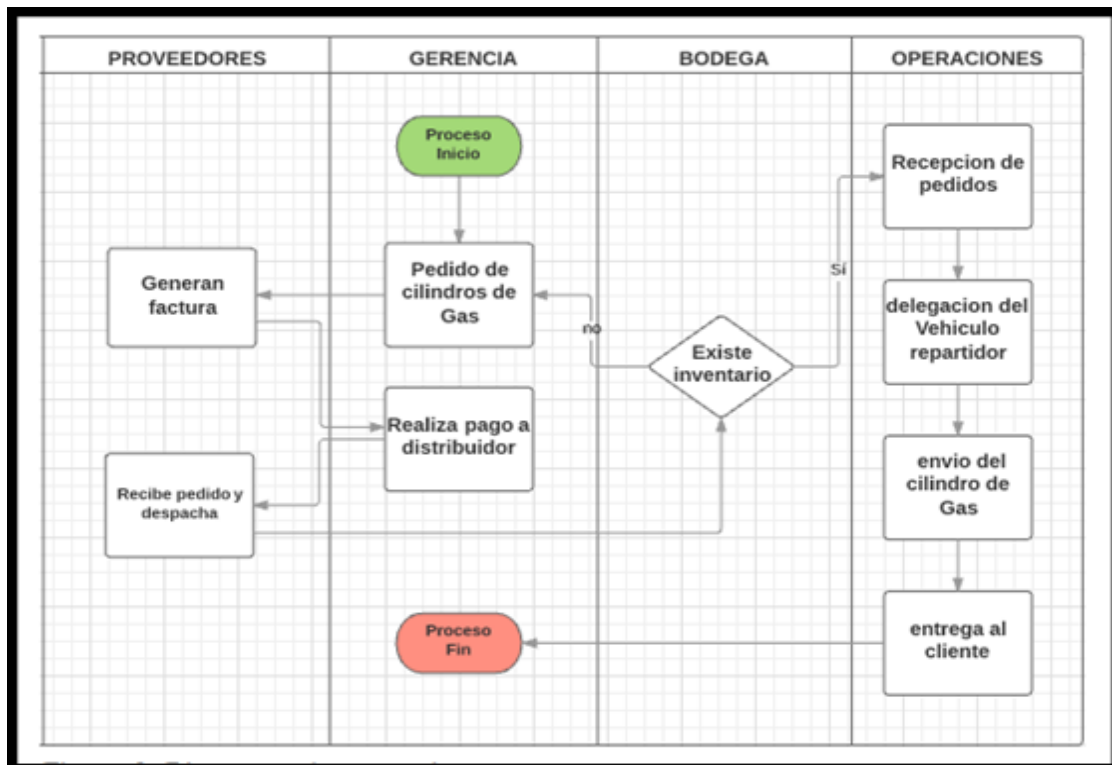 PROVEEDORES
GERENCIA
BODEGA
OPERACIONES
Proceso
Inicio
Recepcion de
pedidos
Pedido de
cilindros de
Gas
Generan
factura
Sí
no
delegacion del
Vehiculo
repartidor
Existe
inventario
Realiza pago a
distribuidor
Recibe pedido y
despacha
envio del
cilindro de
Gas
Proceso
Fin
entrega al
cliente